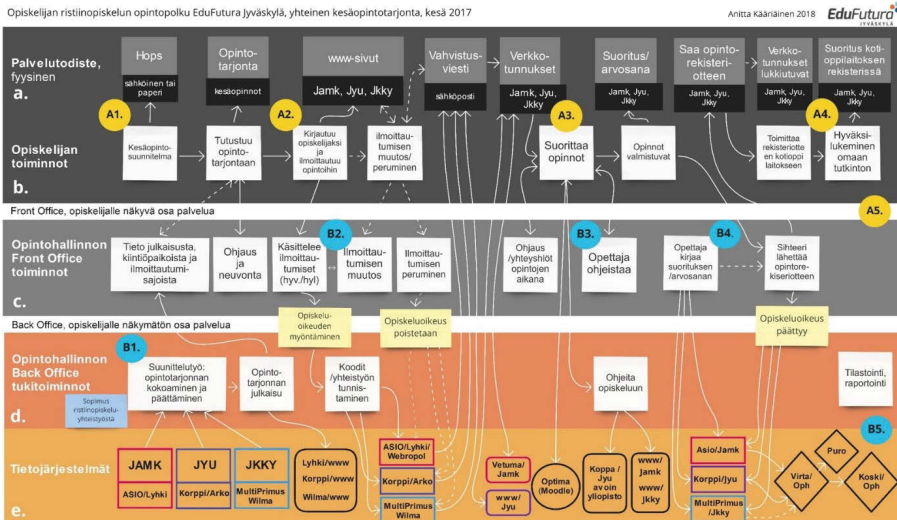 Opiskelijan ristiinopiskelun opintopolku EduFutura Jyväskylä, yhteinen kesäopintotarjonta, kesä 2017
Anitta Kääriäinen 2018
EduFutura
JYVÄSKYLÄ
Palvelutodiste,
fyysinen
a.
Hops
sähköinen tai
paperi
Opinto-
tarjonta
kesäopinnot
www-sivut
Jamk, Jyu, Jkky
Vahvistus-
viesti
sähköposti
Verkko-
tunnukset
Jamk, Jyu,
Jkky
Suoritus/
arvosana
Jamk, Jyu,
Jkky
Saa opinto-
rekisteri-
otteen
Jamk, Jyu,
Jkky
Verkko-
tunnukset
lukkiutuvat
Jamk, Jyu,
Jkky
Suoritus koti-
oppilaitoksen
rekisterissä
Jamk, Jyu,
Jkky
A1.
A2.
A3.
A4.
Opiskelijan
toiminnot
b.
Kesäopinto-
suunnitelma
Tutustuu
opinto-
tarjontaan
Kirjautuu
opiskelijaksi
ja
ilmoittautuu
opintoihin
ilmoittau-
tumisen
muutos/
peruminen
Suorittaa
opinnot
Opinnot
valmistuvat
Toimittaa
rekisteriotte
en kotioppi
laitokseen
Hyväksi-
lukeminen
omaan
tutkinton
Front Office, opiskelijalle näkyvä osa palvelua
A5.
Opintohallinnon
Front Office
toiminnot
c.
Tieto julkaisusta,
kiintiöpaikoista ja
ilmoittautumi-
sajoista
Ohjaus
ja
neuvonta
Käsittelee
ilmoittau-
tumiset
(hyv./hyl)
B2.
Ilmoittau-
tumisen
muutos
Ilmoittau-
tumisen
peruminen
Ohjaus
/yhteyshlöt
opintojen
aikana
B3.
Opettaja
ohjeistaa
Opettaja
kirjaa
suorituksen
/arvosanan
B4.
Sihteeri
lähettää
opintore-
kiseriotteen
Opiskelu-
oikeuden
myöntäminen
Opiskeluoikeus
poistetaan
Opiskeluoikeus
päättyy
Back Office, opiskelijalle näkymätön osa palvelua
B1.
Opintohallinnon
Back Office
tukitoiminnot
Sopimus
ristiinopiskelu-
yhteistyöstä
d.
Suunittelutyö:
opintotarjonnan
kokoaminen ja
päättäminen
Opinto-
tarjonnan
julkaisu
Koodit
/yhteistyön
tunnis-
taminen
Ohjeita
opiskeluun
Tilastointi,
raportointi
B5.
Tietojärjestelmät
e.
JAMK
ASIO/Lyhki
JYU
Korppi/Arko
JKKY
MultiPrimus
Wilma
Lyhki/www
Korppi/www
Wilma/www
ASIO/Lyhki/
Webropol
Korppi/Arko
MultiPrimus
Wilma
Vetuma/
Jamk
www/
Jyu
Optima
(Moodle)
Koppa /
Jyu
avoin
yliopisto
www/
Jamk
www
/Jkky
Asio/Jamk
Korppi/Jyu
MultiPrimus
/Jkky
Virta/
Oph
Puro
Koski/
Oph